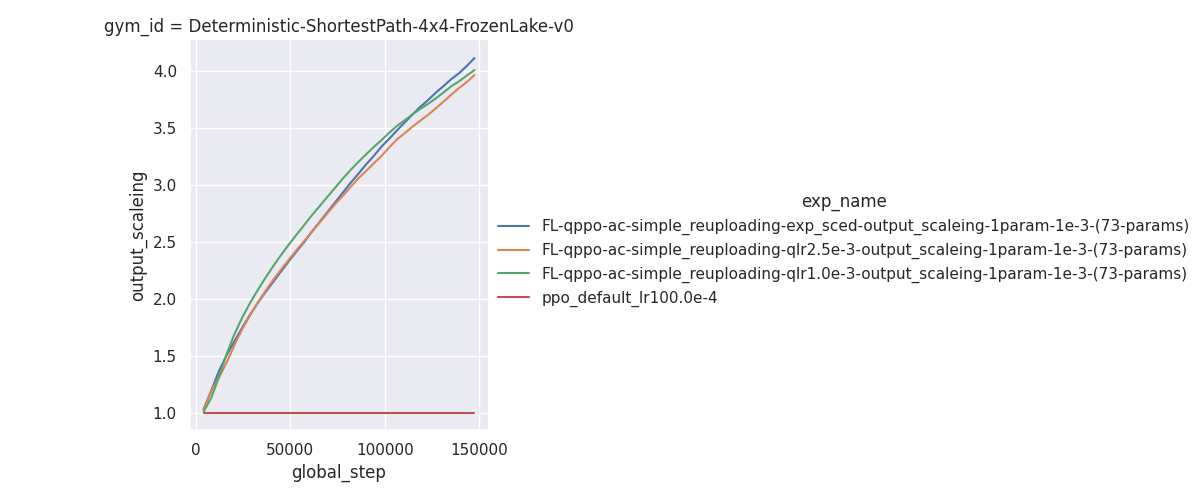 gym_id = Deterministic-ShortestPath-4x4-FrozenLake-v0
4.0
3.5
3.0
2.5
2.0
1.5
1.0
output_scaleing
0 50000 100000 150000
global_step
exp_name
FL-qppo-ac-simple_reuploading-exp_sced-output_scaleing-1param-1e-3-(73-params)
FL-qppo-ac-simple_reuploading-qlr2.5e-3-output_scaleing-1param-1e-3-(73-params)
FL-qppo-ac-simple_reuploading-qlr1.0e-3-output_scaleing-1param-1e-3-(73-params)
ppo_default_lr100.0e-4